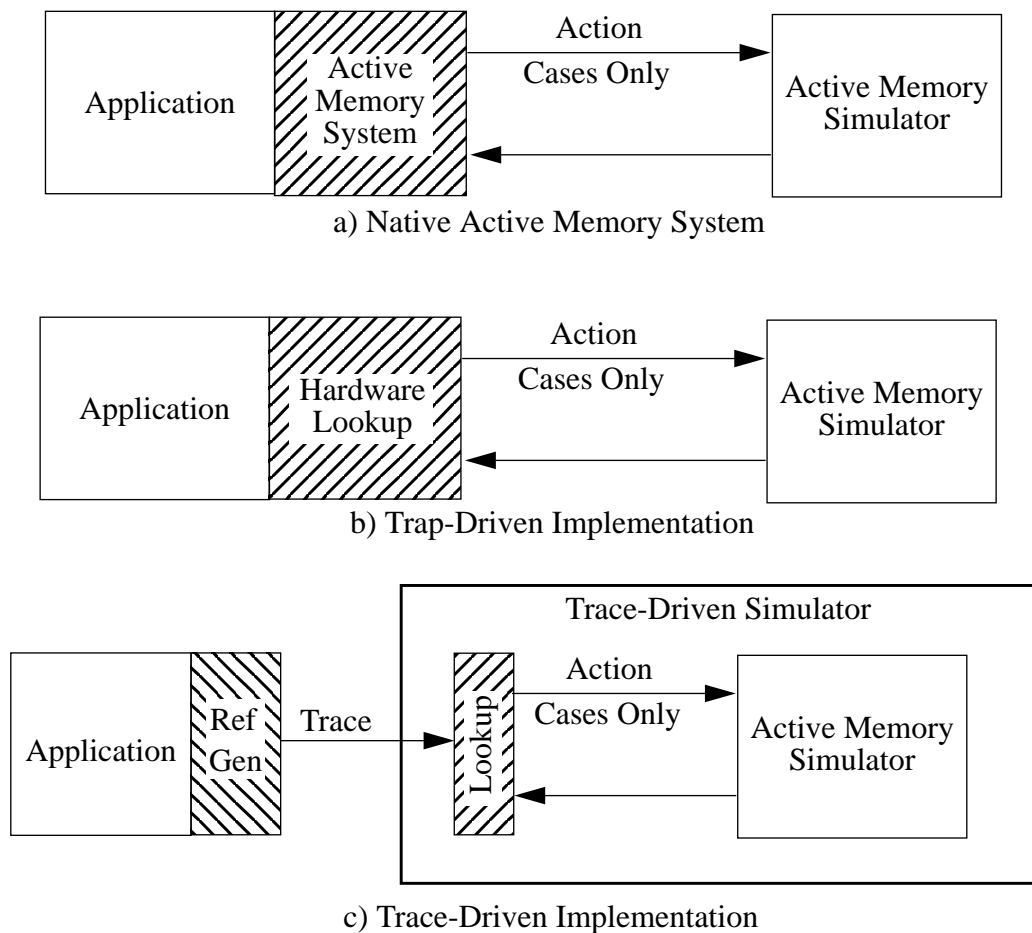 Application
Active
Memory
System
Action
Cases Only
Active Memory
Simulator
a) Native Active Memory System
Application
Hardware
Lookup
Action
Cases Only
Active Memory
Simulator
b) Trap-Driven Implementation
Trace-Driven Simulator
Application
Ref
Gen
Trace
Lookup
Action
Cases Only
Active Memory
Simulator
c) Trace-Driven Implementation